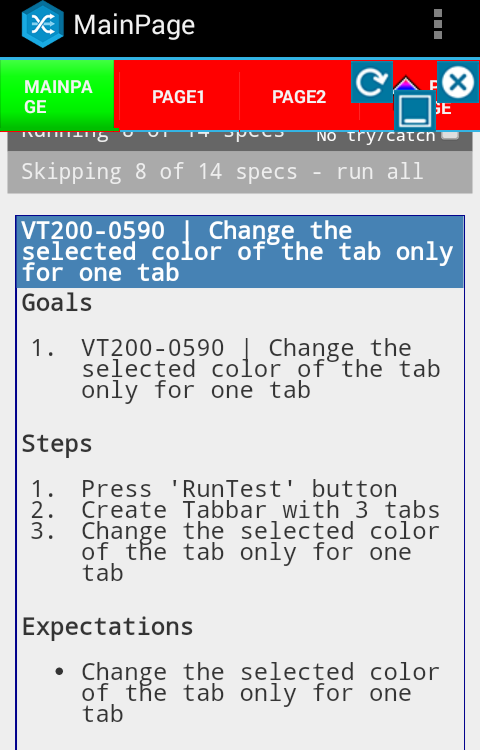 MainPage
MAINPA
GE
PAGE1
PAGE2
GE
Running 8 of 14 specs
No try/catch
Skipping 8 of 14 specs - run all
VT200-0590 | Change the
selected color of the tab only
for one tab
Goals
1. VT200-0590 | Change the
selected color of the tab
only for one tab
Steps
1. Press 'RunTest' button
2. Create Tabbar with 3 tabs
3. Change the selected color
of the tab only for one
tab
Expectations
• Change the selected color
of the tab only for one
tab